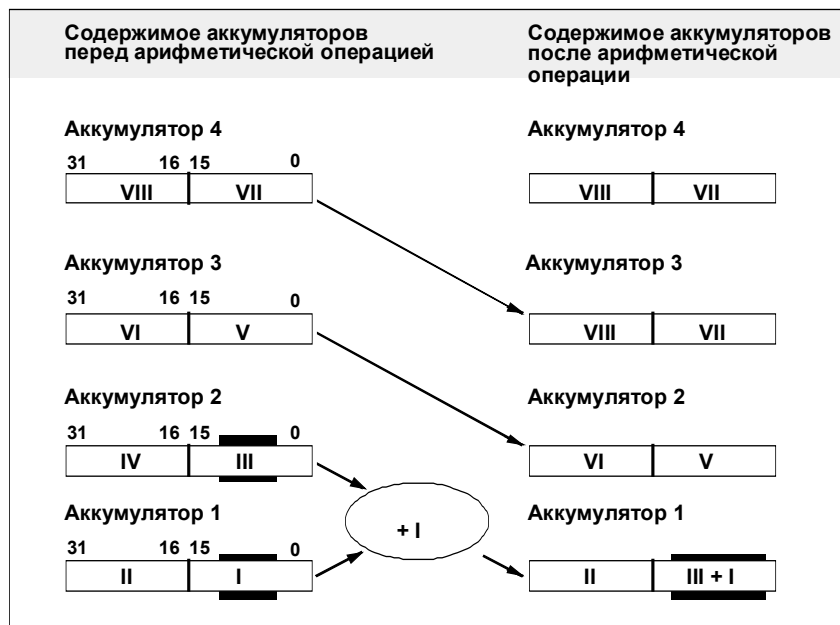 Содержимое аккумуляторов
перед арифметической операцией
Содержимое аккумуляторов
после арифметической
операции
Аккумулятор 4
31 16 15 0
VIII VII
Аккумулятор 4
VIII VII
Аккумулятор 3
31 16 15 0
VI V
Аккумулятор 3
VIII VII
Аккумулятор 2
31 16 15 0
IV III
Аккумулятор 2
VI V
Аккумулятор 1
31 16 15 0
II I
+ I
Аккумулятор 1
II III + I